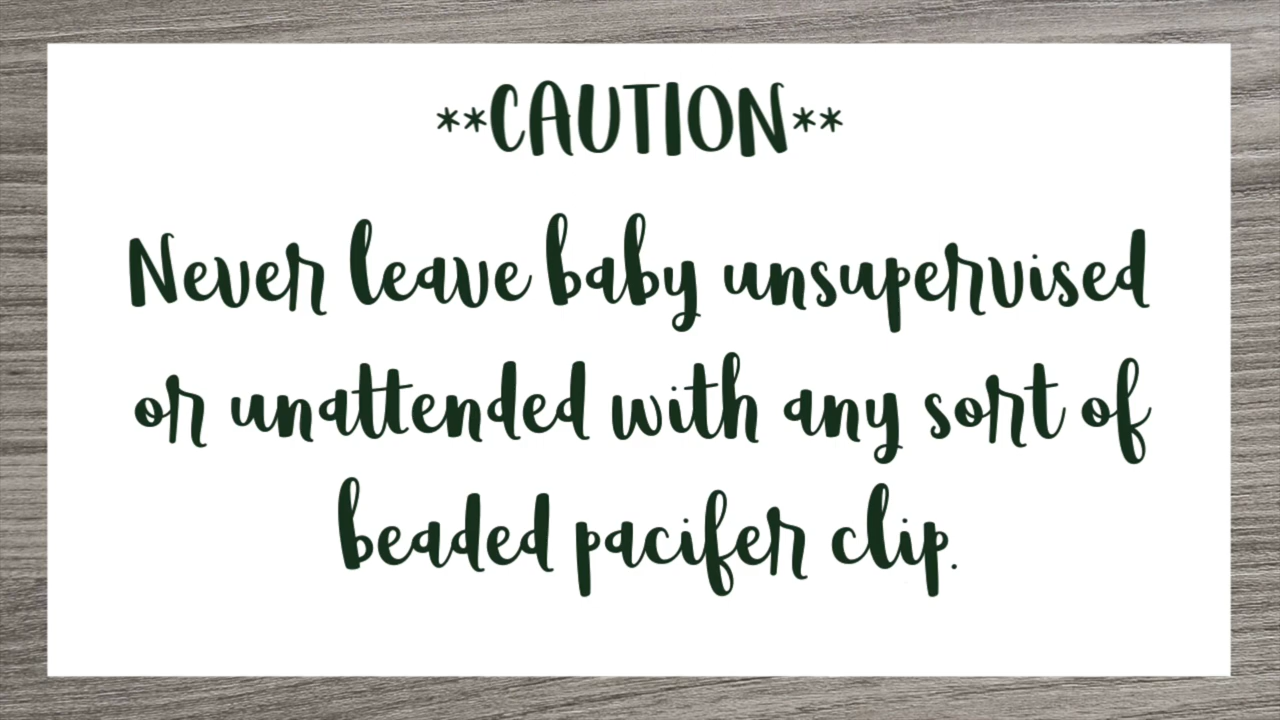 **CAUTION**
Never leave baby unsupervised
or unattended with any sort of
beaded pacifer clip.